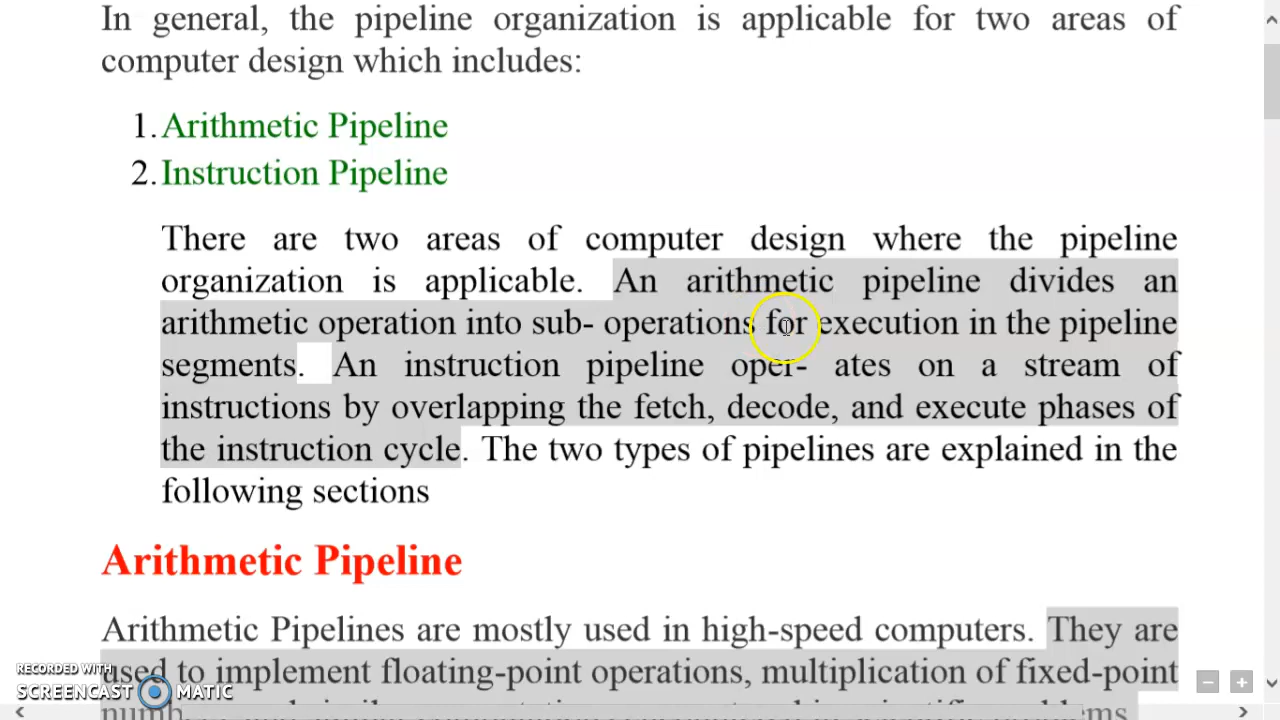 In general, the pipeline organization is applicable for two areas of
computer design which includes:
1. Arithmetic Pipeline
2. Instruction Pipeline
There are two areas of computer design where the pipeline
organization is applicable. An arithmetic pipeline divides an
arithmetic operation into sub- operations for execution in the pipeline
segments. An instruction pipeline oper- ates on a stream of
instructions by overlapping the fetch, decode, and execute phases of
the instruction cycle. The two types of pipelines are explained in the
following sections
Arithmetic Pipeline
Arithmetic Pipelines are mostly used in high-speed computers. They are
used to implement floating-point operations, multiplication of fixed-point
RECORDED WITH
SCREENCAST MATIC